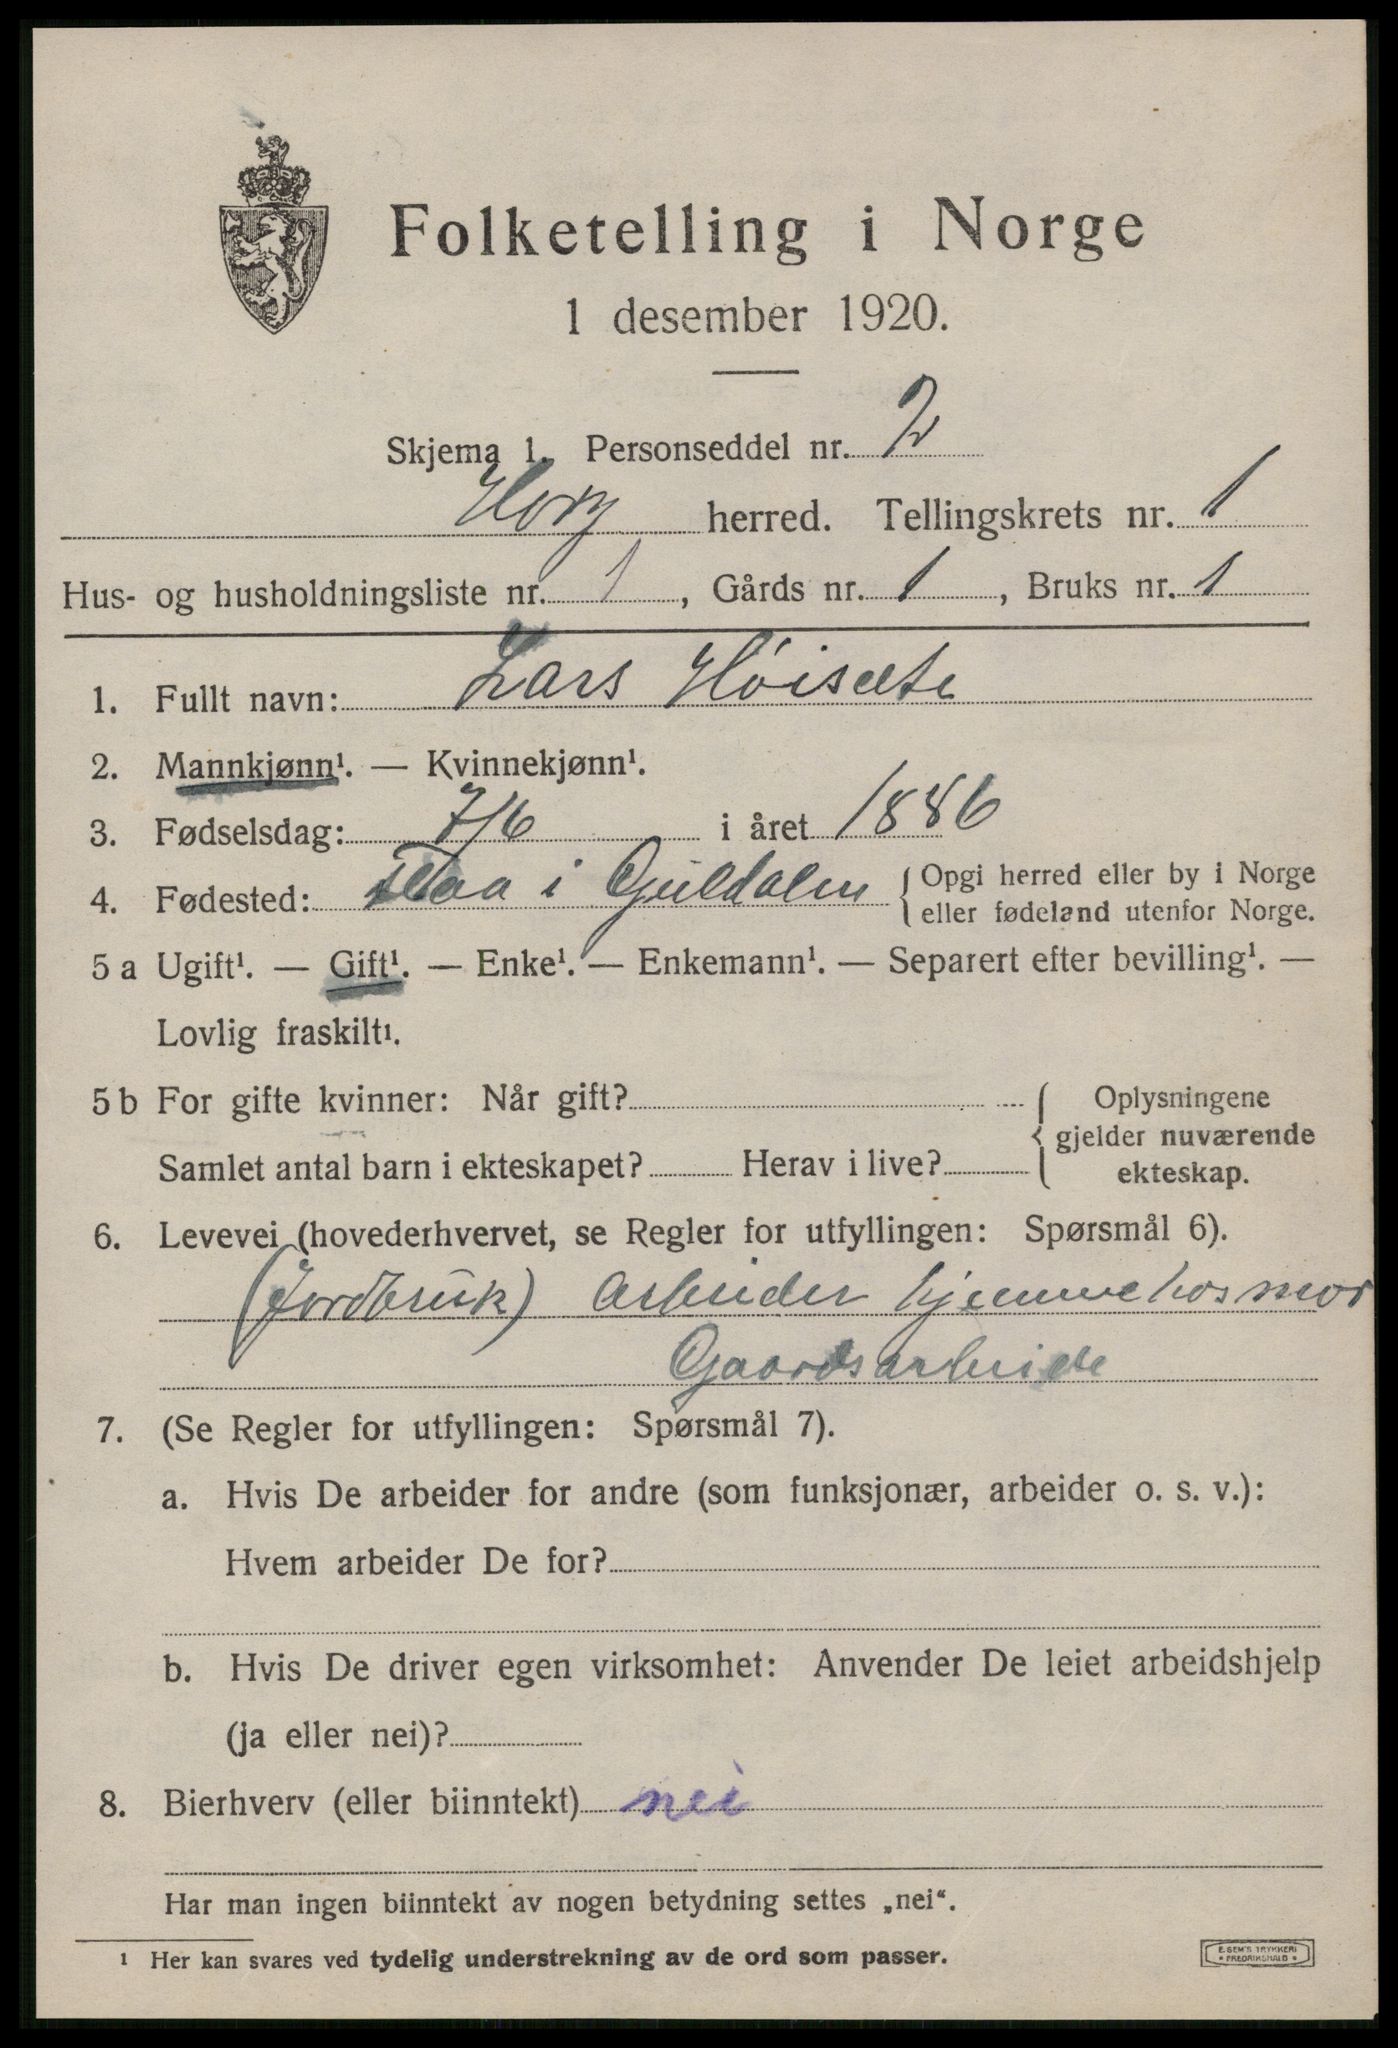 Folketelling i Norge
1 desember 1920.
Skjema 1. Personseddel nr. 2
Horg herred. Tellingskrets nr. 1
Hus- og husholdningsliste nr. 1, Gårds nr. 1, Bruks nr. 1
1. Fullt navn: Lars Høisæte
2. Mannkjønn¹. — Kvinnekjønn¹.
3. Fødselsdag: 7/6 i året 1886
4. Fødested: Flaa i Guldalen { Opgi herred eller by i Norge
eller fødeland utenfor Norge.
5 a Ugift¹. — Gift¹. — Enke¹. — Enkemann¹. — Separert efter bevilling¹. —
Lovlig fraskilt¹.
5 b For gifte kvinner: Når gift?
Samlet antal barn i ekteskapet? Herav i live?
Oplysningene
gjelder nuværende
ekteskap.
6. Levevei (hovederhvervet, se Regler for utfyllingen: Spørsmål 6).
(Jordbruk) Arbeider hjemme hos mor
Gaardsarbeide
7. (Se Regler for utfyllingen: Spørsmål 7).
a. Hvis De arbeider for andre (som funksjonær, arbeider o. s. v.):
Hvem arbeider De for?
b. Hvis De driver egen virksomhet: Anvender De leiet arbeidshjelp
(ja eller nei)?
8. Bierhverv (eller biinntekt) nei
Har man ingen biinntekt av nogen betydning settes „nei“.
¹ Her kan svares ved tydelig understrekning av de ord som passer.
E. SEM'S TRYKKERI
FREDRIKSHALD